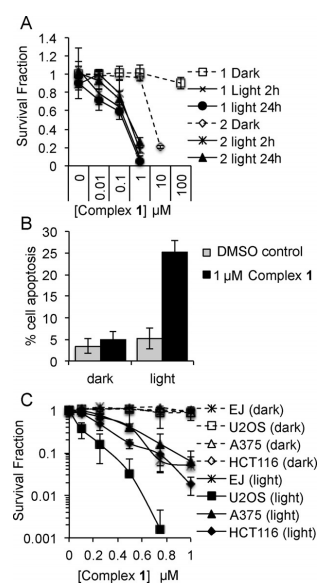 A
1.4
1.2
1
0.8
0.6
0.4
0.2
0
Survival Fraction
0
0.01
0.1
1
10
100
[Complex 1] µM
1 Dark
1 Light 2h
1 light 24h
2 Dark
2 light 2h
2 light 24h
B
30
25
20
15
10
5
0
% cell apoptosis
dark light
DMSO control
1 µM Complex 1
C
1
0.1
0.01
0.001
Survival Fraction
0 0.2 0.4 0.6 0.8 1
[Complex 1] µM
EJ (dark)
U2OS (dark)
A375 (dark)
HCT116 (dark)
EJ (light)
U2OS (light)
A375 (light)
HCT116 (light)